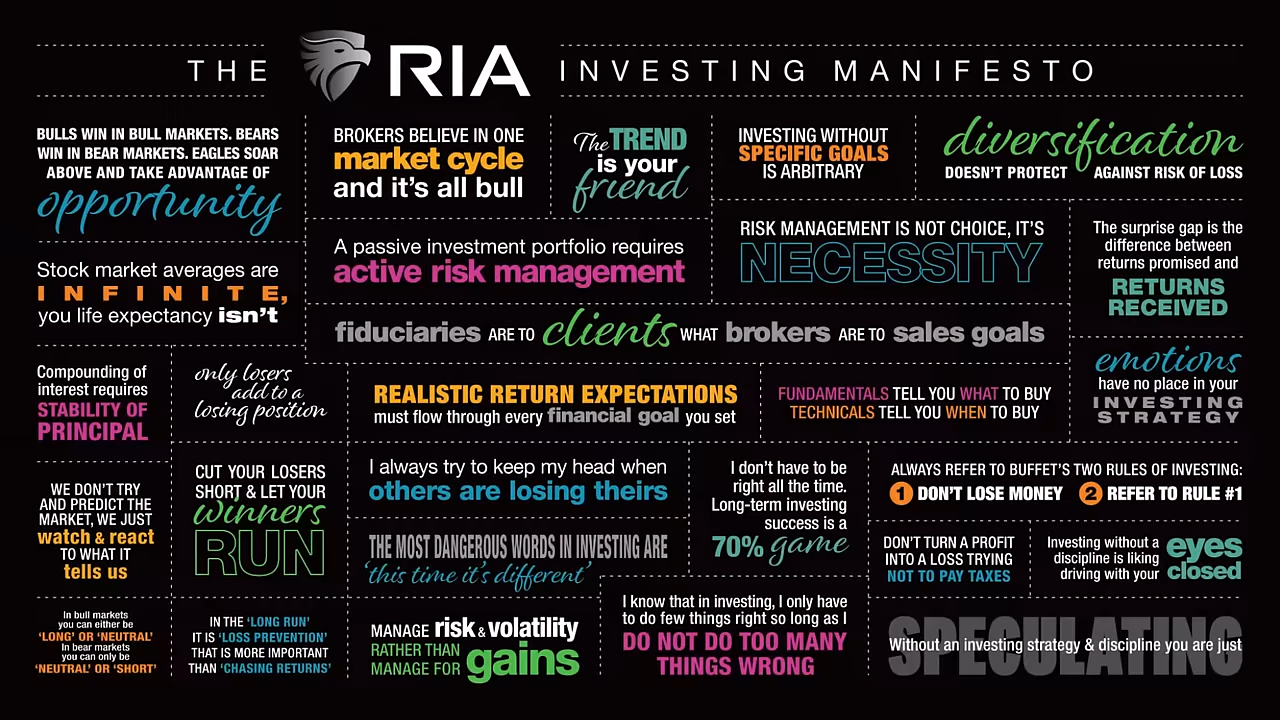 THE RIA INVESTING MANIFESTO
BULLS WIN IN BULL MARKETS. BEARS
WIN IN BEAR MARKETS. EAGLES SOAR
ABOVE AND TAKE ADVANTAGE OF
opportunity
BROKERS BELIEVE IN ONE
market cycle
and it's all bull
The TREND
is your
friend
INVESTING WITHOUT
SPECIFIC GOALS
IS ARBITRARY
diversification
DOESN'T PROTECT AGAINST RISK OF LOSS
Stock market averages are
INFINITE,
you life expectancy isn't
A passive investment portfolio requires
active risk management
RISK MANAGEMENT IS NOT CHOICE, IT'S
NECESSITY
The surprise gap is the
difference between
returns promised and
RETURNS
RECEIVED
fiduciaries ARE TO clients WHAT brokers ARE TO sales goals
Compounding of
interest requires
STABILITY OF
PRINCIPAL
only losers
add to a
losing position
REALISTIC RETURN EXPECTATIONS
must flow through every financial goal you set
FUNDAMENTALS TELL YOU WHAT TO BUY
TECHNICALS TELL YOU WHEN TO BUY
emotions
have no place in your
INVESTING
STRATEGY
WE DON'T TRY
AND PREDICT THE
MARKET, WE JUST
watch & react
TO WHAT IT
tells us
CUT YOUR LOSERS
SHORT & LET YOUR
winners
RUN
I always try to keep my head when
others are losing theirs
THE MOST DANGEROUS WORDS IN INVESTING ARE
'this time it's different'
I don't have to be
right all the time.
Long-term investing
success is a
70% game
ALWAYS REFER TO BUFFET'S TWO RULES OF INVESTING:
1 DON'T LOSE MONEY 2 REFER TO RULE #1
DON'T TURN A PROFIT
INTO A LOSS TRYING
NOT TO PAY TAXES
Investing without a
discipline is liking
driving with your
eyes
closed
In bull markets
you can either be
'LONG' OR 'NEUTRAL'
In bear markets
you can only be
'NEUTRAL' OR 'SHORT'
IN THE 'LONG RUN'
IT IS 'LOSS PREVENTION'
THAT IS MORE IMPORTANT
THAN 'CHASING RETURNS'
MANAGE risk & volatility
RATHER THAN
MANAGE FOR gains
I know that in investing, I only have
to do few things right so long as I
DO NOT DO TOO MANY
THINGS WRONG
Without an investing strategy & discipline you are just
SPECULATING